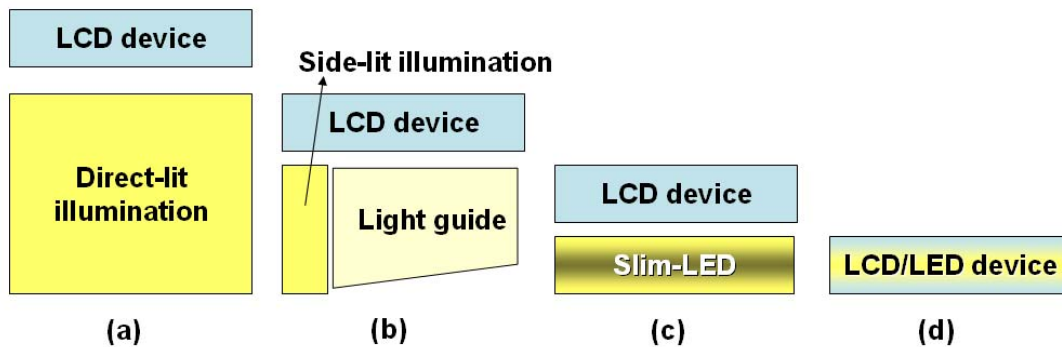 LCD device
Direct-lit
illumination
(a)
Side-lit illumination
LCD device
Light guide
(b)
LCD device
Slim-LED
(c)
LCD/LED device
(d)